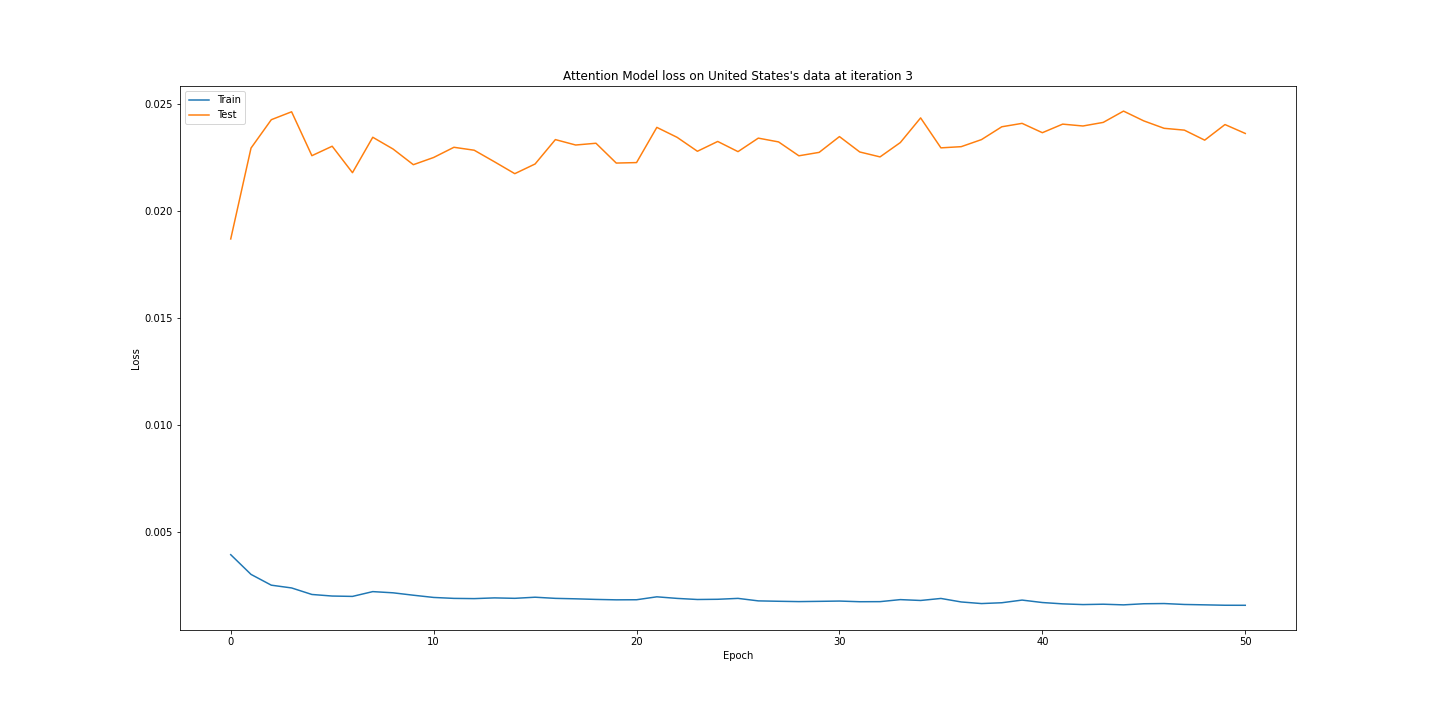 Attention Model loss on United States's data at iteration 3
Train
Test
0.025
0.020
0.015
0.010
0.005
Loss
0 10 20 30 40 50
Epoch